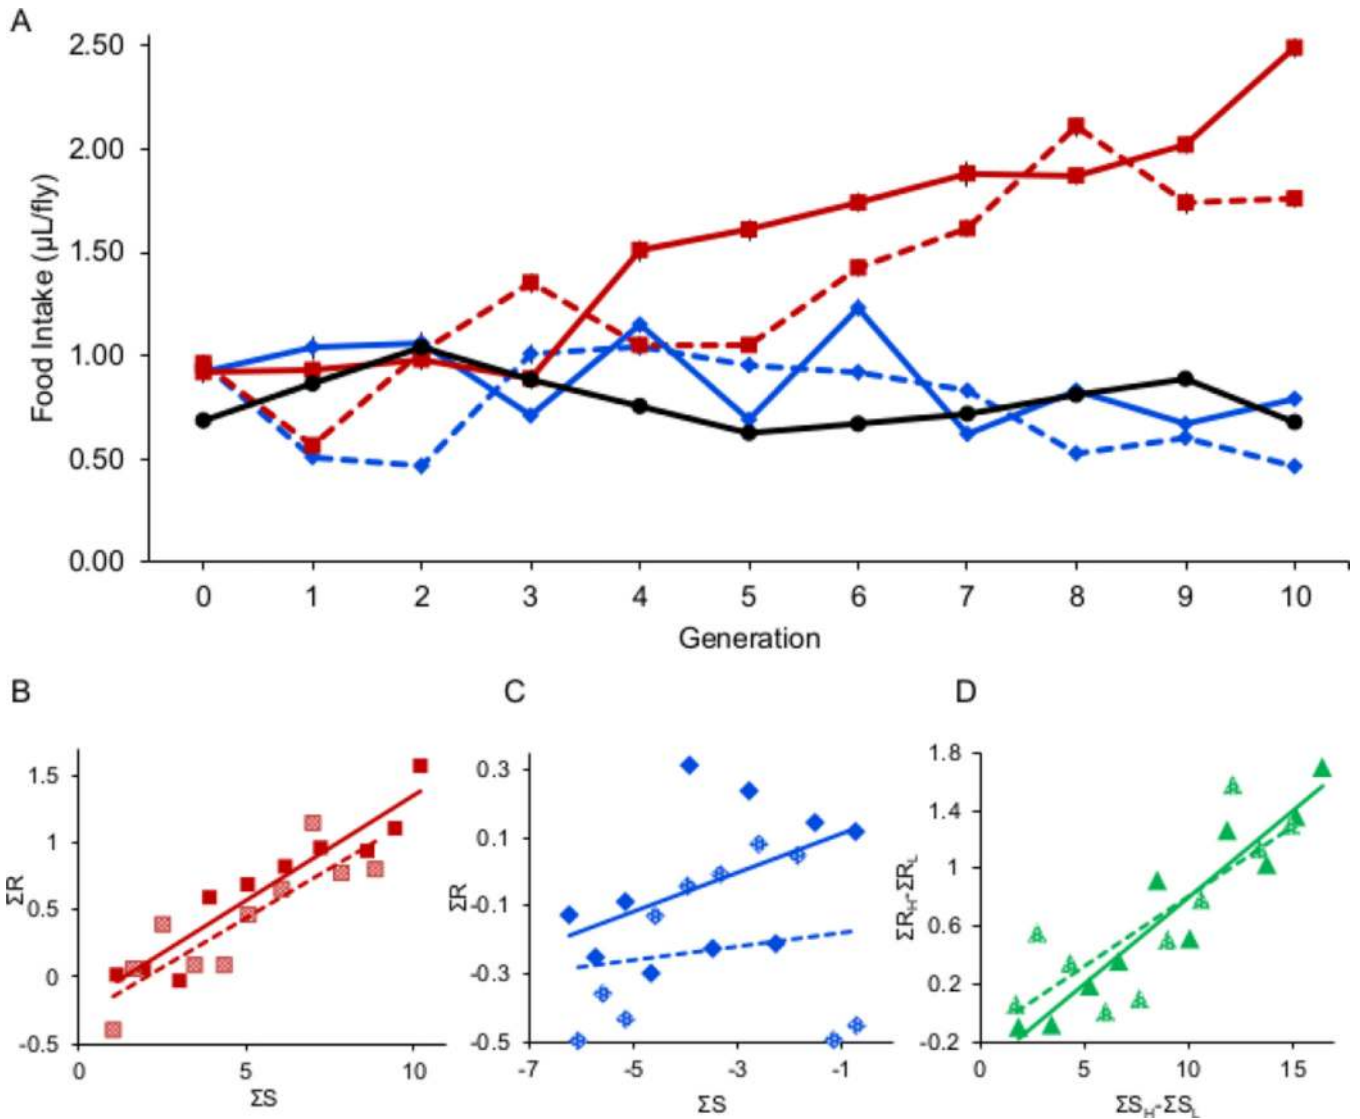 A
2.50
2.00
1.50
1.00
0.50
0.00
Food Intake (µL/fly)
0 1 2 3 4 5 6 7 8 9 10
Generation
B
1.5
1
0.5
0
-0.5
ΣR
0 5 10
ΣS
C
0.3
0.1
-0.1
-0.3
-0.5
ΣR
-7 -5 -3 -1
ΣS
D
1.8
1.4
1
0.6
0.2
-0.2
ΣR_H-ΣR_L
0 5 10 15
ΣS_H-ΣS_L